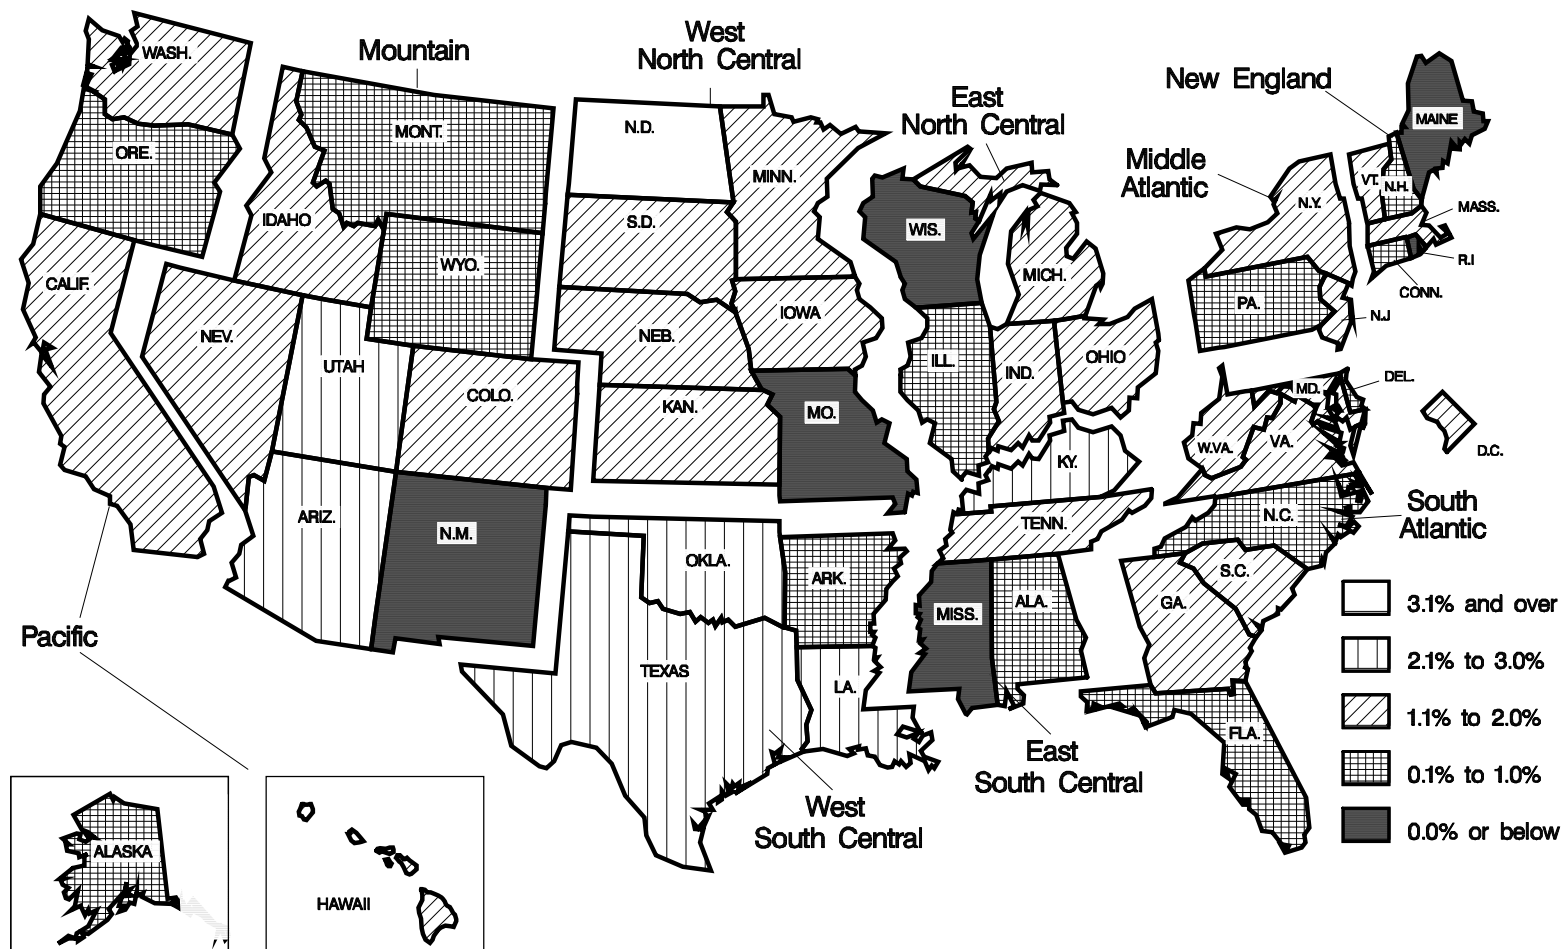 West
North Central
Mountain
WASH.
MONT.
N.D.
East
North Central
New England
MAINE
ORE.
MINN.
Middle
Atlantic
VT.
N.H.
IDAHO
S.D.
WIS.
N.Y.
MASS.
WYO.
MICH.
R.I
CALIF.
CONN.
PA.
N.J
NEV.
NEB.
IOWA
UTAH
ILL.
IND.
OHIO
COLO.
KAN.
MO.
MD.
DEL.
KY.
W.VA.
VA.
D.C.
ARIZ.
N.M.
TENN.
N.C.
South
Atlantic
OKLA.
ARK.
MISS.
ALA.
GA.
S.C.
3.1% and over
Pacific
TEXAS
LA.
2.1% to 3.0%
1.1% to 2.0%
FLA.
East
South Central
0.1% to 1.0%
West
South Central
0.0% or below
ALASKA
HAWAII